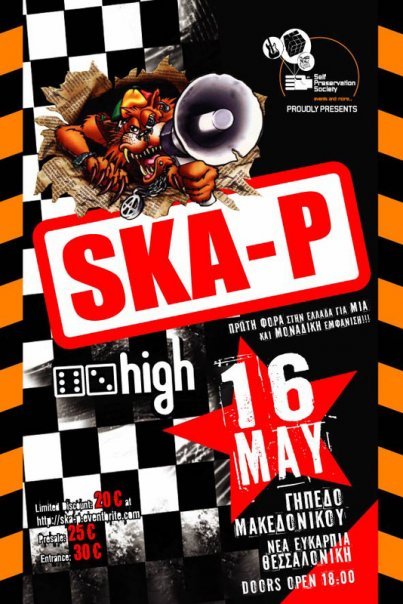 Self
Preservation
Society
events and more...
PROUDLY PRESENTS
SKA-P
ΠΡΩΤΗ ΦΟΡΑ ΣΤΗΝ ΕΛΛΑΔΑ ΓΙΑ ΜΙΑ
ΚΑΙ ΜΟΝΑΔΙΚΗ ΕΜΦΑΝΙΣΗ!!!
high
16
MAY
ΓΗΠΕΔΟ
ΜΑΚΕΔΟΝΙΚΟΥ
ΝΕΑ ΕΥΚΑΡΠΙΑ
ΘΕΣΣΑΛΟΝΙΚΗ
DOORS OPEN 18.00
Limited Discount: 20 € at
http://ska-p.eventbrite.com
Presale: 25 €
Entrance: 30 €